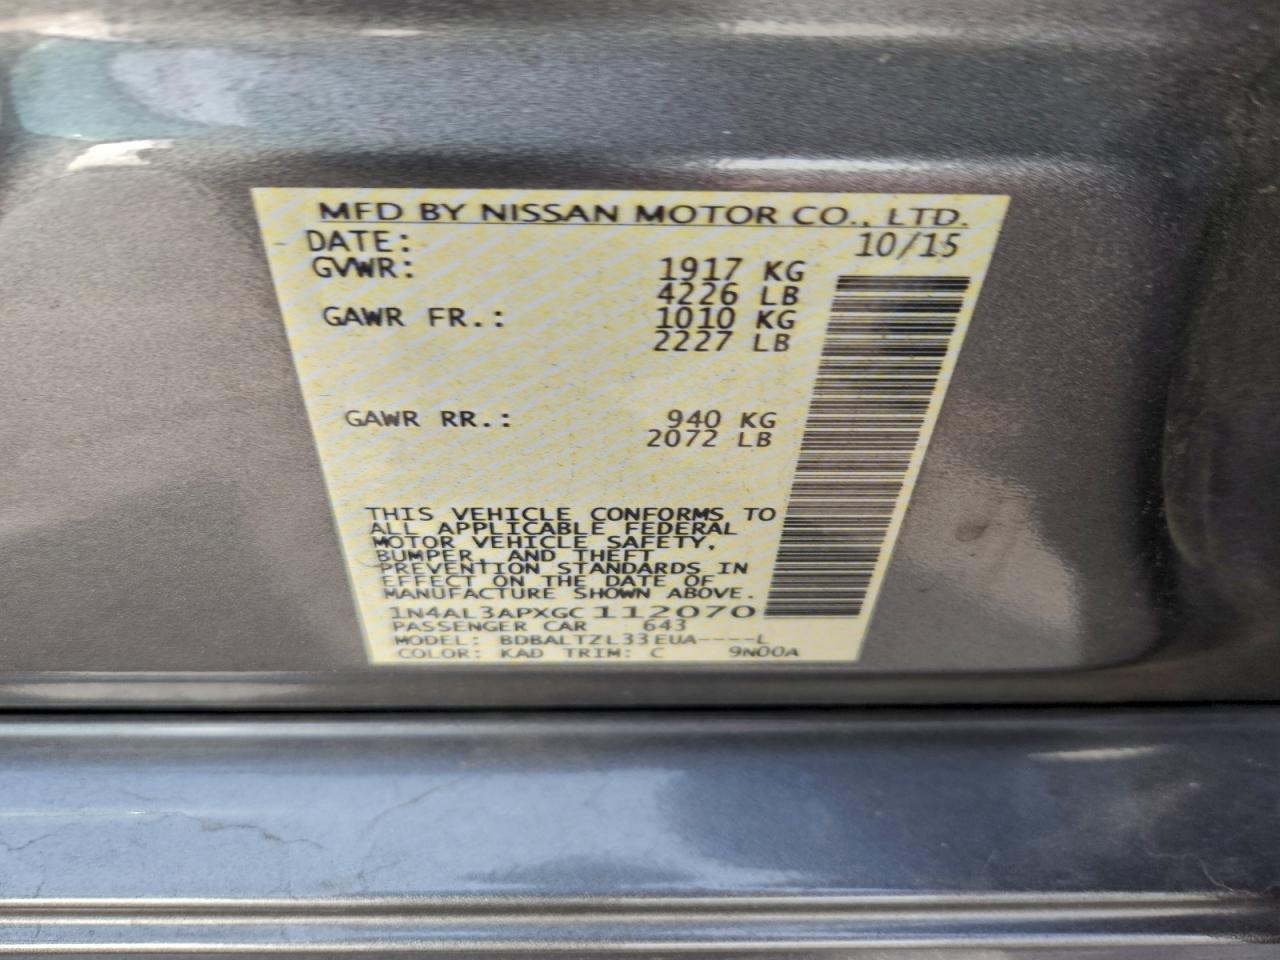 MFD BY NISSAN MOTOR CO., LTD.
DATE: 10/15
GVWR: 1917 KG
4226 LB
GAWR FR.: 1010 KG
2227 LB
GAWR RR.: 940 KG
2072 LB
THIS VEHICLE CONFORMS TO
ALL APPLICABLE FEDERAL
MOTOR VEHICLE SAFETY,
BUMPER, AND THEFT
PREVENTION STANDARDS IN
EFFECT ON THE DATE OF
MANUFACTURE SHOWN ABOVE.
1N4AL3APXGC112070
PASSENGER CAR 643
MODEL: BDBALTZL33EUA----L
COLOR: KAD TRIM: C 9N00A